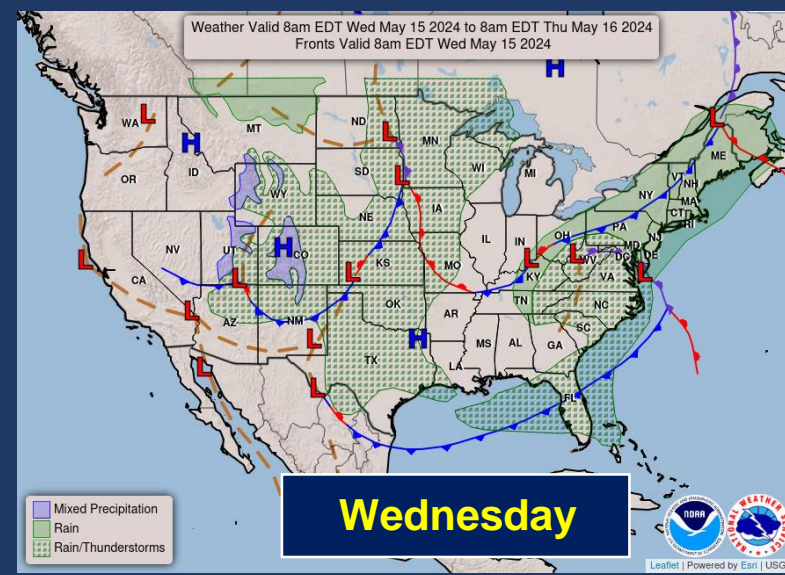 Weather Valid 8am EDT Wed May 15 2024 to 8am EDT Thu May 16 2024
Fronts Valid 8am EDT Wed May 15 2024
H
L
WA
L
H
MT
ND
L
MN
ME
OR
ID
WY
SD
L
WI
MI
VT
NH
NY
MA
CT
RI
NE
IA
PA
NJ
NV
UT
H
CO
IL
IN
OH
L
L
WV
MD
DE
DC
L
CA
L
L
KS
MO
KY
VA
L
AZ
NM
OK
TN
NC
L
H
AR
SC
L
L
TX
LA
MS
AL
GA
FL
Mixed Precipitation
Rain
Rain/Thunderstorms
Wednesday
NOAA
NATIONAL WEATHER SERVICE
Leaflet | Powered by Esri | USG